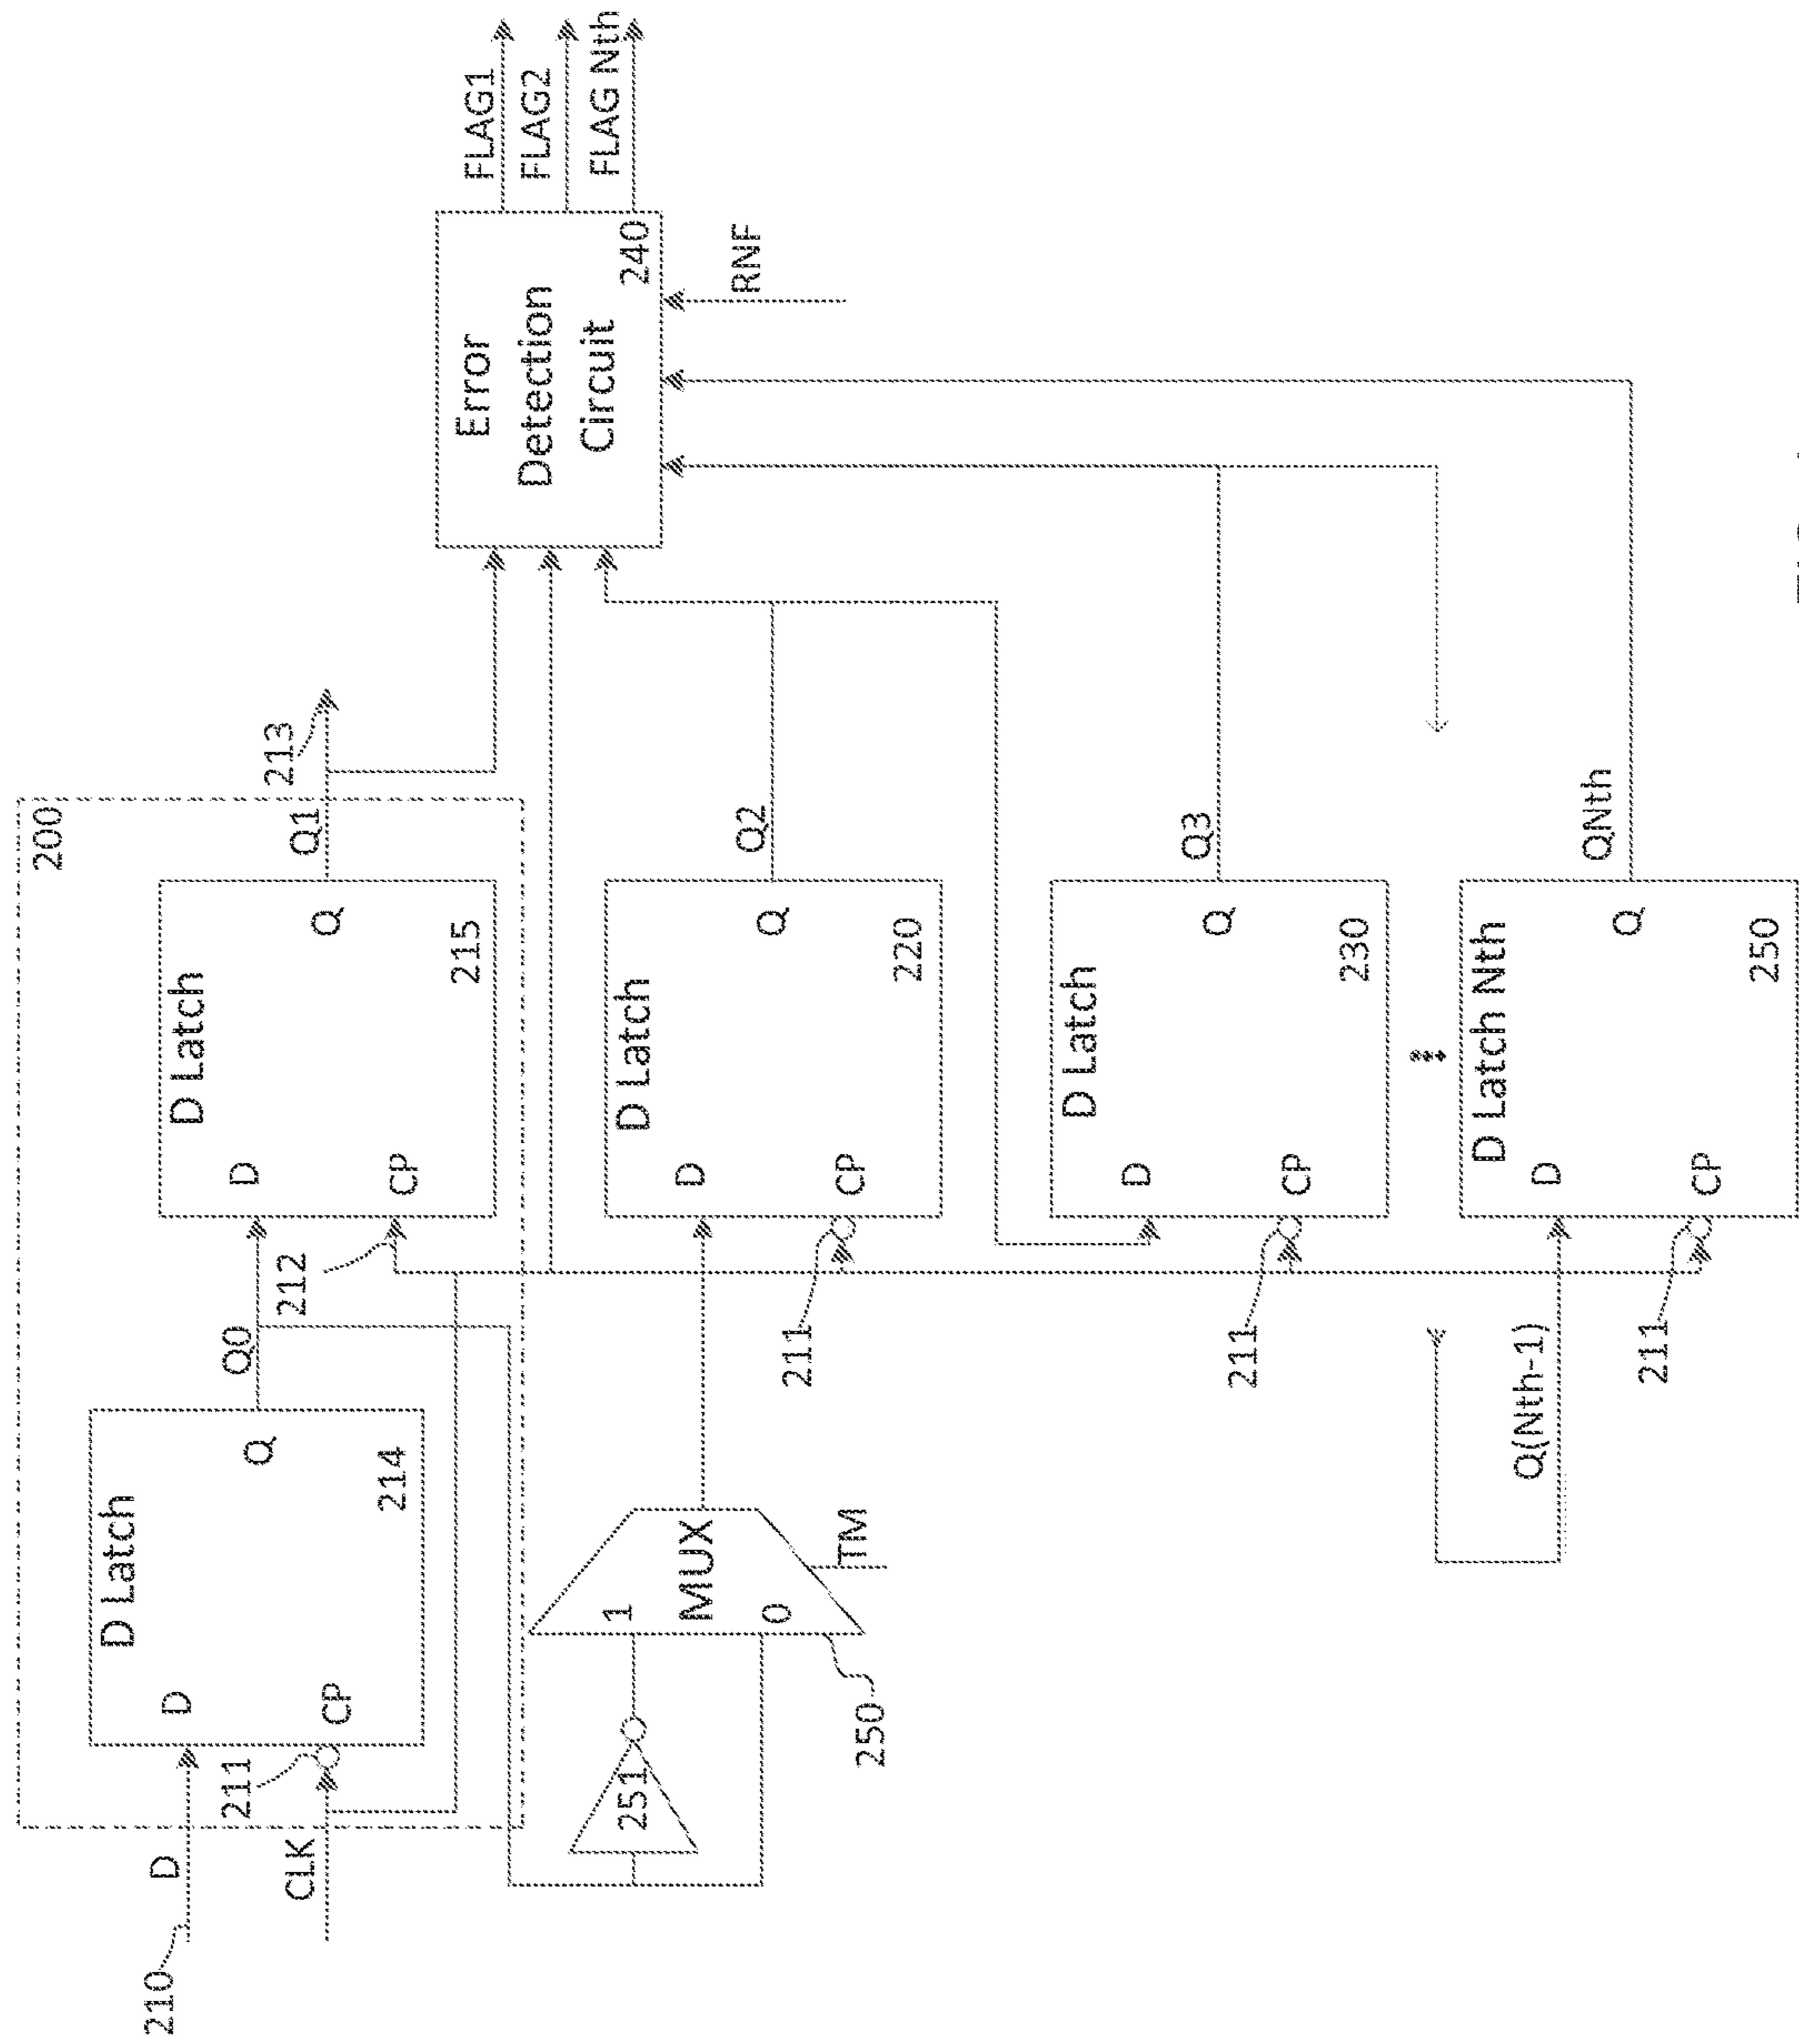 200
210
D
CLK
211
D Latch
D
CP
Q
214
Q0
212
D Latch
D
CP
Q
215
Q1
213
251
1
MUX
0
TM
250
D Latch
D
CP
Q
220
211
Q2
D Latch
D
CP
Q
230
211
Q3
Q(Nth-1)
D Latch Nth
D
CP
Q
250
211
QNth
Error
Detection
Circuit
240
RNF
FLAG1
FLAG2
FLAG Nth